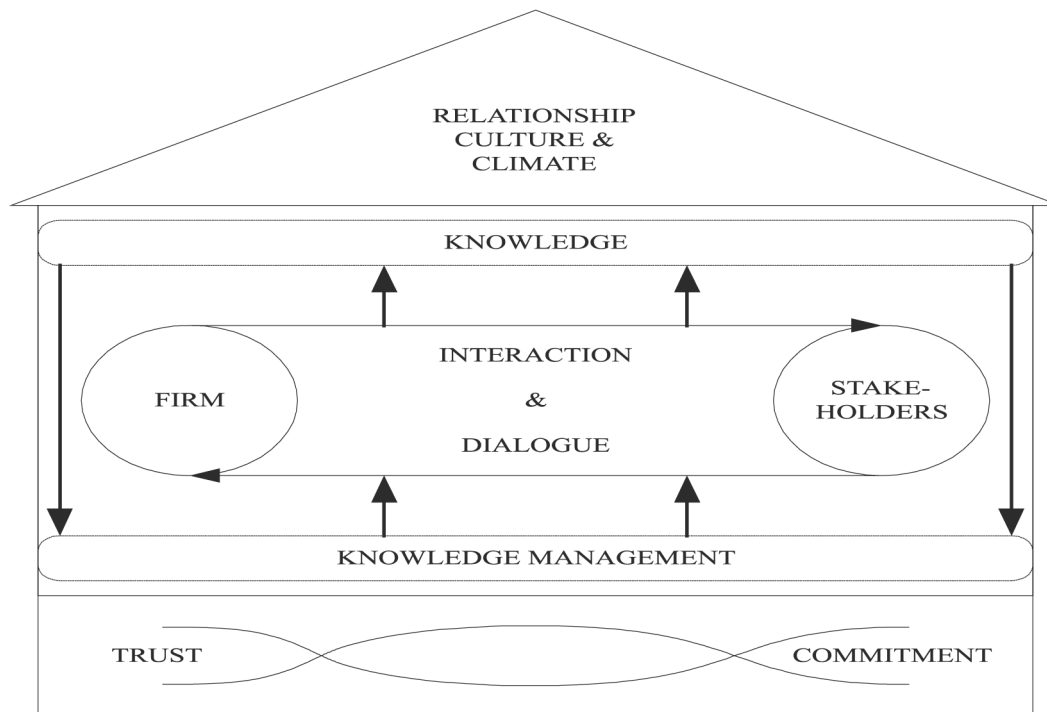 RELATIONSHIP
CULTURE &
CLIMATE
KNOWLEDGE
INTERACTION
FIRM
&
STAKE-
HOLDERS
DIALOGUE
KNOWLEDGE MANAGEMENT
TRUST
COMMITMENT